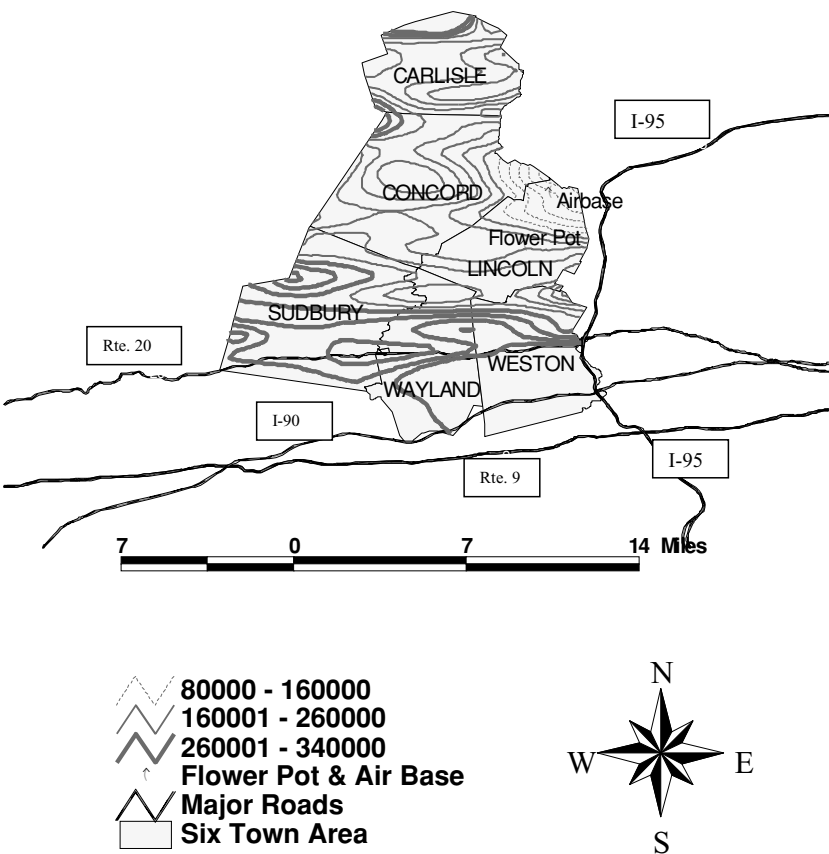 CARLISLE
I-95
CONCORD
Airbase
Flower Pot
LINCOLN
SUDBURY
Rte. 20
WESTON
WAYLAND
I-90
I-95
Rte. 9
7 0 7 14 Miles
80000 - 160000
160001 - 260000
260001 - 340000
Flower Pot & Air Base
Major Roads
Six Town Area
N
W E
S